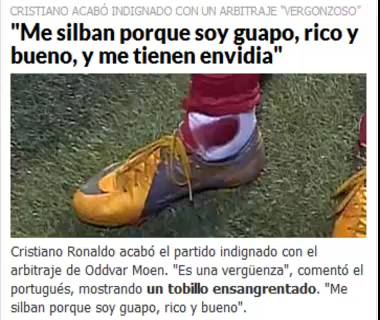 CRISTIANO ACABÓ INDIGNADO CON UN ARBITRAJE "VERGONZOSO"
"Me silban porque soy guapo, rico y
bueno, y me tienen envidia"
Cristiano Ronaldo acabó el partido indignado con el
arbitraje de Oddvar Moen. "Es una vergüenza", comentó el
portugués, mostrando un tobillo ensangrentado. "Me
silban porque soy guapo, rico y bueno".